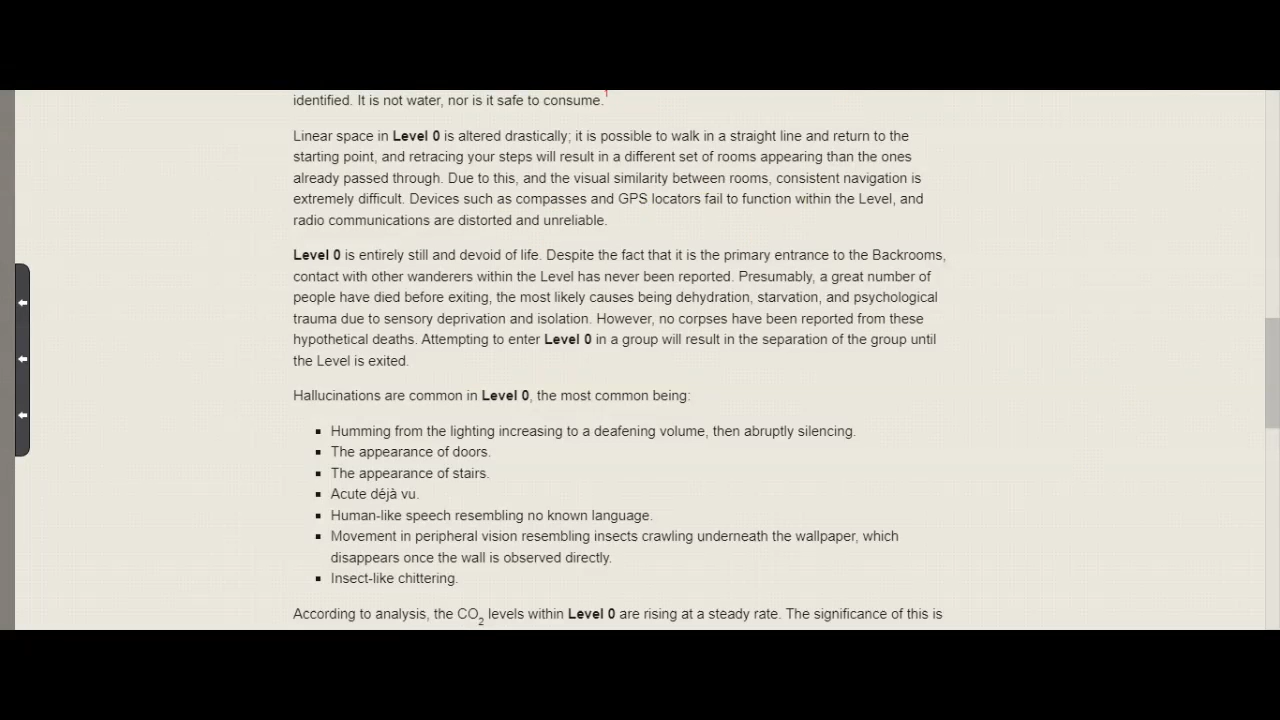 identified. It is not water, nor is it safe to consume.1
Linear space in Level 0 is altered drastically; it is possible to walk in a straight line and return to the
starting point, and retracing your steps will result in a different set of rooms appearing than the ones
already passed through. Due to this, and the visual similarity between rooms, consistent navigation is
extremely difficult. Devices such as compasses and GPS locators fail to function within the Level, and
radio communications are distorted and unreliable.
Level 0 is entirely still and devoid of life. Despite the fact that it is the primary entrance to the Backrooms,
contact with other wanderers within the Level has never been reported. Presumably, a great number of
people have died before exiting, the most likely causes being dehydration, starvation, and psychological
trauma due to sensory deprivation and isolation. However, no corpses have been reported from these
hypothetical deaths. Attempting to enter Level 0 in a group will result in the separation of the group until
the Level is exited.
Hallucinations are common in Level 0, the most common being:
▪ Humming from the lighting increasing to a deafening volume, then abruptly silencing.
▪ The appearance of doors.
▪ The appearance of stairs.
▪ Acute déjà vu.
▪ Human-like speech resembling no known language.
▪ Movement in peripheral vision resembling insects crawling underneath the wallpaper, which
disappears once the wall is observed directly.
▪ Insect-like chittering.
According to analysis, the CO2 levels within Level 0 are rising at a steady rate. The significance of this is